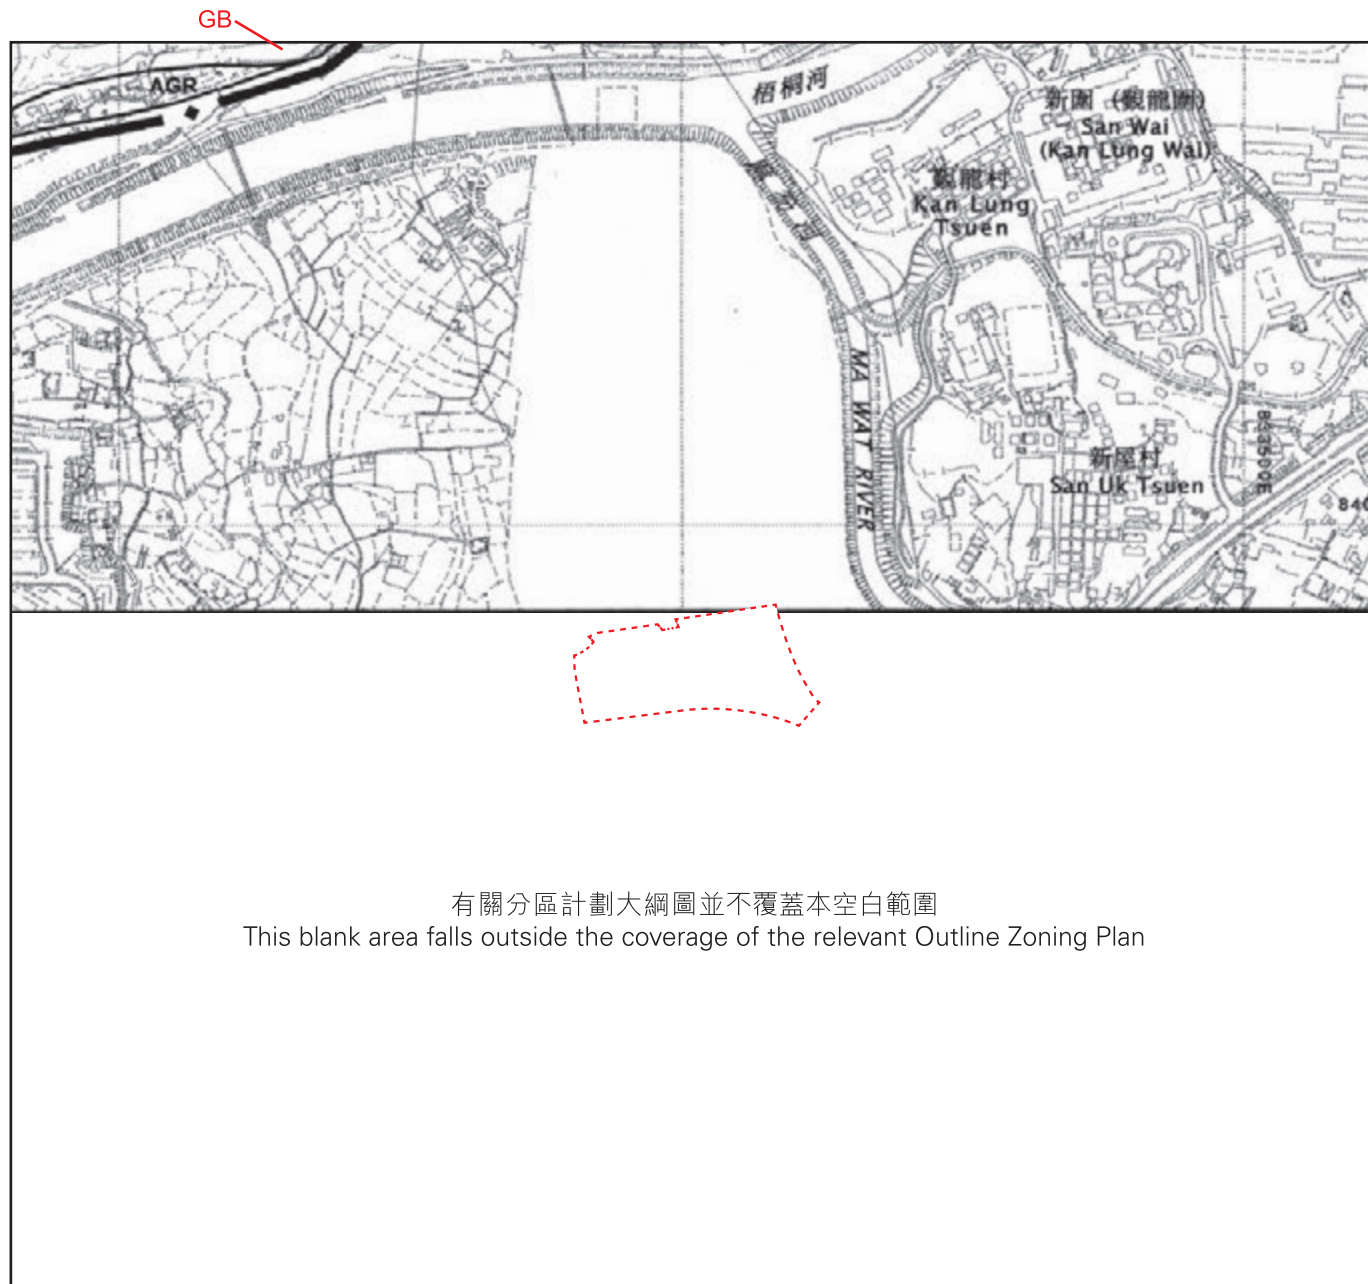 GB
AGR
梧桐河
新圍 (覲龍圍)
San Wai
(Kan Lung Wai)
覲龍村
Kan Lung
Tsuen
MA WAT RIVER
新屋村
San Uk Tsuen
有關分區計劃大綱圖並不覆蓋本空白範圍
This blank area falls outside the coverage of the relevant Outline Zoning Plan